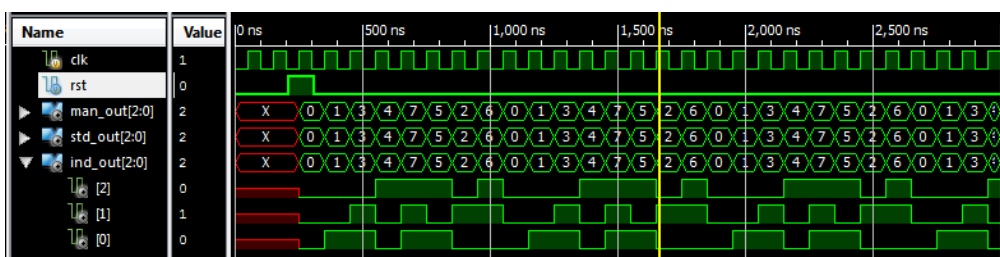 Name Value 0 ns 500 ns 1,000 ns 1,500 ns 2,000 ns 2,500 ns
clk 1
rst 0
man_out[2:0] 2 X 0 1 3 4 7 5 2 6 0 1 3 4 7 5 2 6 0 1 3 4 7 5 2 6 0 1 3
std_out[2:0] 2 X 0 1 3 4 7 5 2 6 0 1 3 4 7 5 2 6 0 1 3 4 7 5 2 6 0 1 3
ind_out[2:0] 2 X 0 1 3 4 7 5 2 6 0 1 3 4 7 5 2 6 0 1 3 4 7 5 2 6 0 1 3
[2] 0
[1] 1
[0] 0